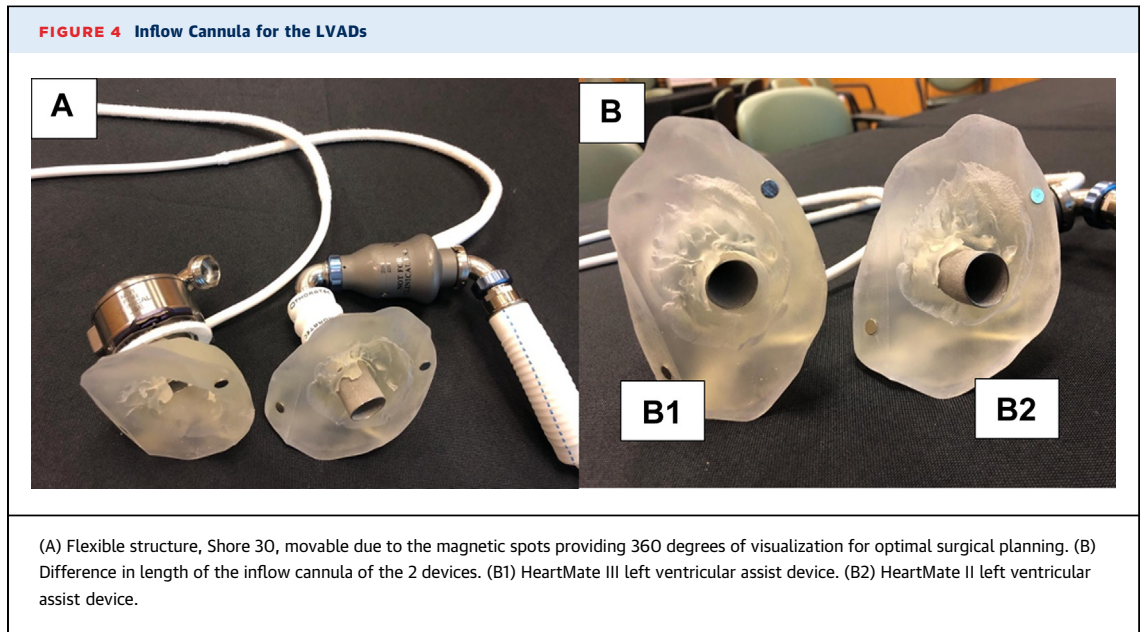 FIGURE 4 Inflow Cannula for the LVADs
A
B
B1
B2
(A) Flexible structure, Shore 30, movable due to the magnetic spots providing 360 degrees of visualization for optimal surgical planning. (B)
Difference in length of the inflow cannula of the 2 devices. (B1) HeartMate III left ventricular assist device. (B2) HeartMate II left ventricular
assist device.